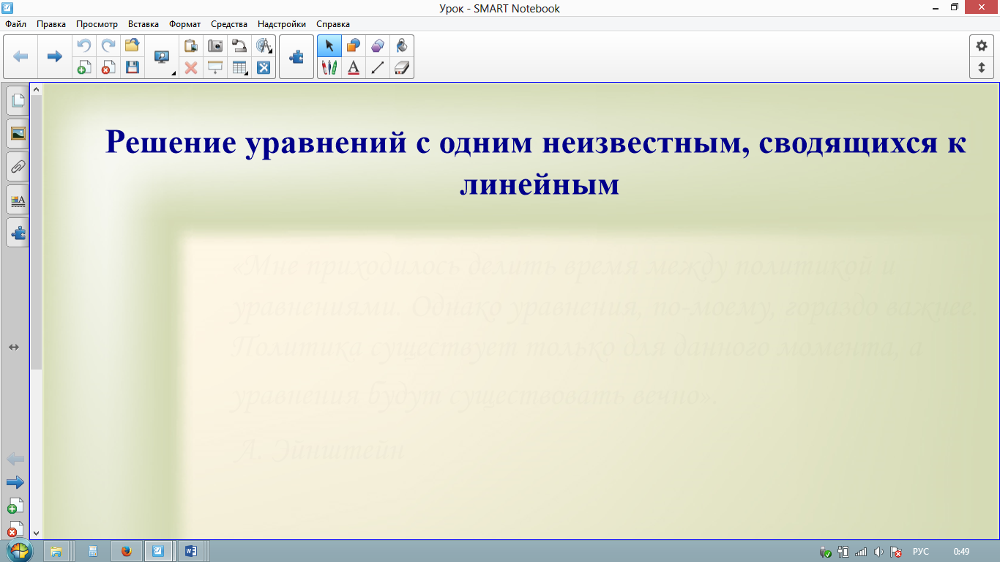 Урок - SMART Notebook
Файл Правка Просмотр Вставка Формат Средства Надстройки Справка
Решение уравнений с одним неизвестным, сводящихся к
линейным
«Мне приходилось делить время между политикой и
уравнениями. Однако уравнения, по-моему, гораздо важнее.
Политика существует только для данного момента, а
уравнения будут существовать вечно».
А. Эйнштейн
РУС 0:49